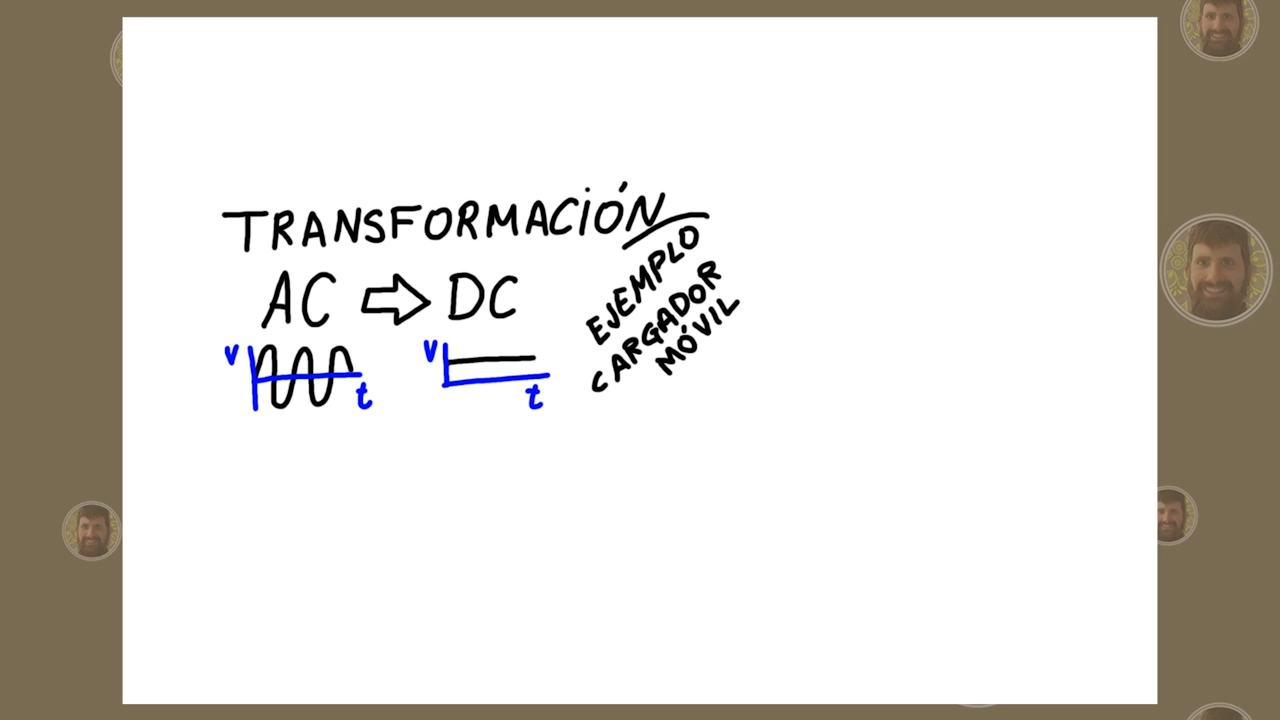 TRANSFORMACIÓN
AC ⇨ DC
EJEMPLO
CARGADOR
MÓVIL
V
t
V
t